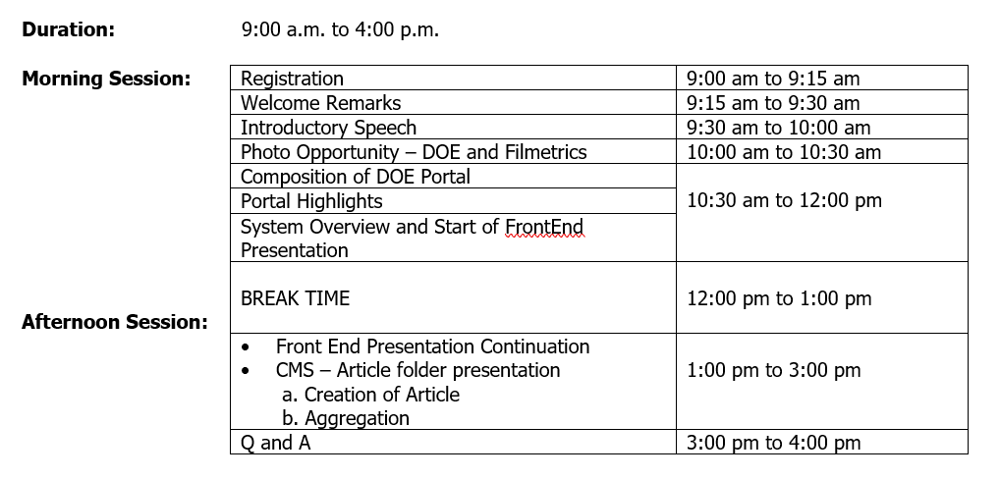 Duration: 9:00 a.m. to 4:00 p.m.
Morning Session: Registration 9:00 am to 9:15 am
Welcome Remarks 9:15 am to 9:30 am
Introductory Speech 9:30 am to 10:00 am
Photo Opportunity – DOE and Filmetrics 10:00 am to 10:30 am
Composition of DOE Portal
Portal Highlights 10:30 am to 12:00 pm
System Overview and Start of FrontEnd
Presentation
BREAK TIME 12:00 pm to 1:00 pm
Afternoon Session:
• Front End Presentation Continuation
• CMS – Article folder presentation 1:00 pm to 3:00 pm
a. Creation of Article
b. Aggregation
Q and A 3:00 pm to 4:00 pm